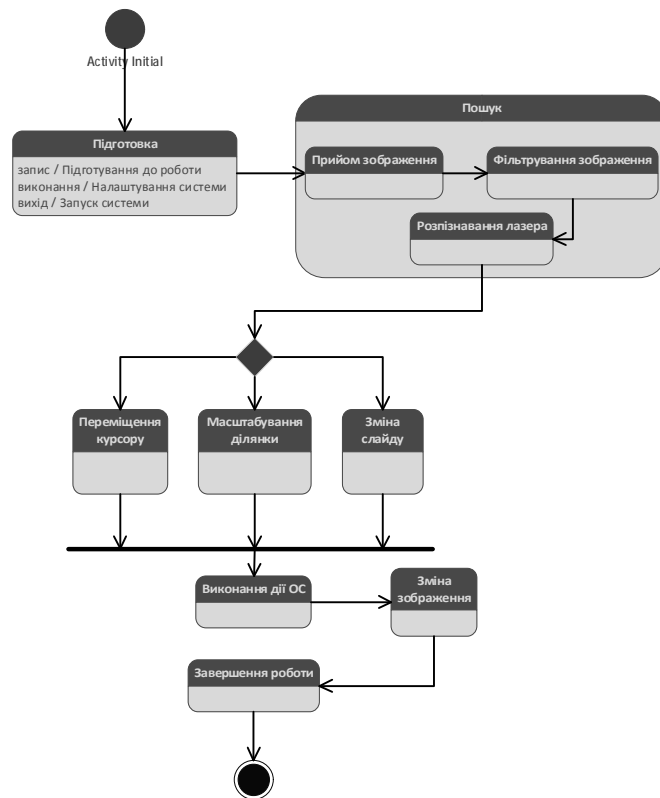 Activity Initial
Підготовка
запис / Підготування до роботи
виконання / Налаштування системи
вихід / Запуск системи
Пошук
Прийом зображення
Фільтрування зображення
Розпізнавання лазера
Переміщення
курсору
Масштабування
ділянки
Зміна
слайду
Виконання дії ОС
Зміна
зображення
Завершення роботи